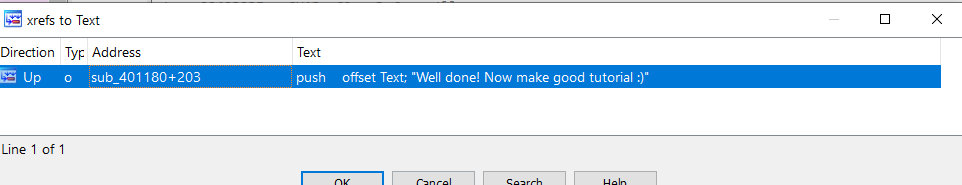 xrefs to Text
Direction Typ Address Text
Up o sub_401180+203 push offset Text; "Well done! Now make good tutorial :)"
Line 1 of 1
OK Cancel Search Help